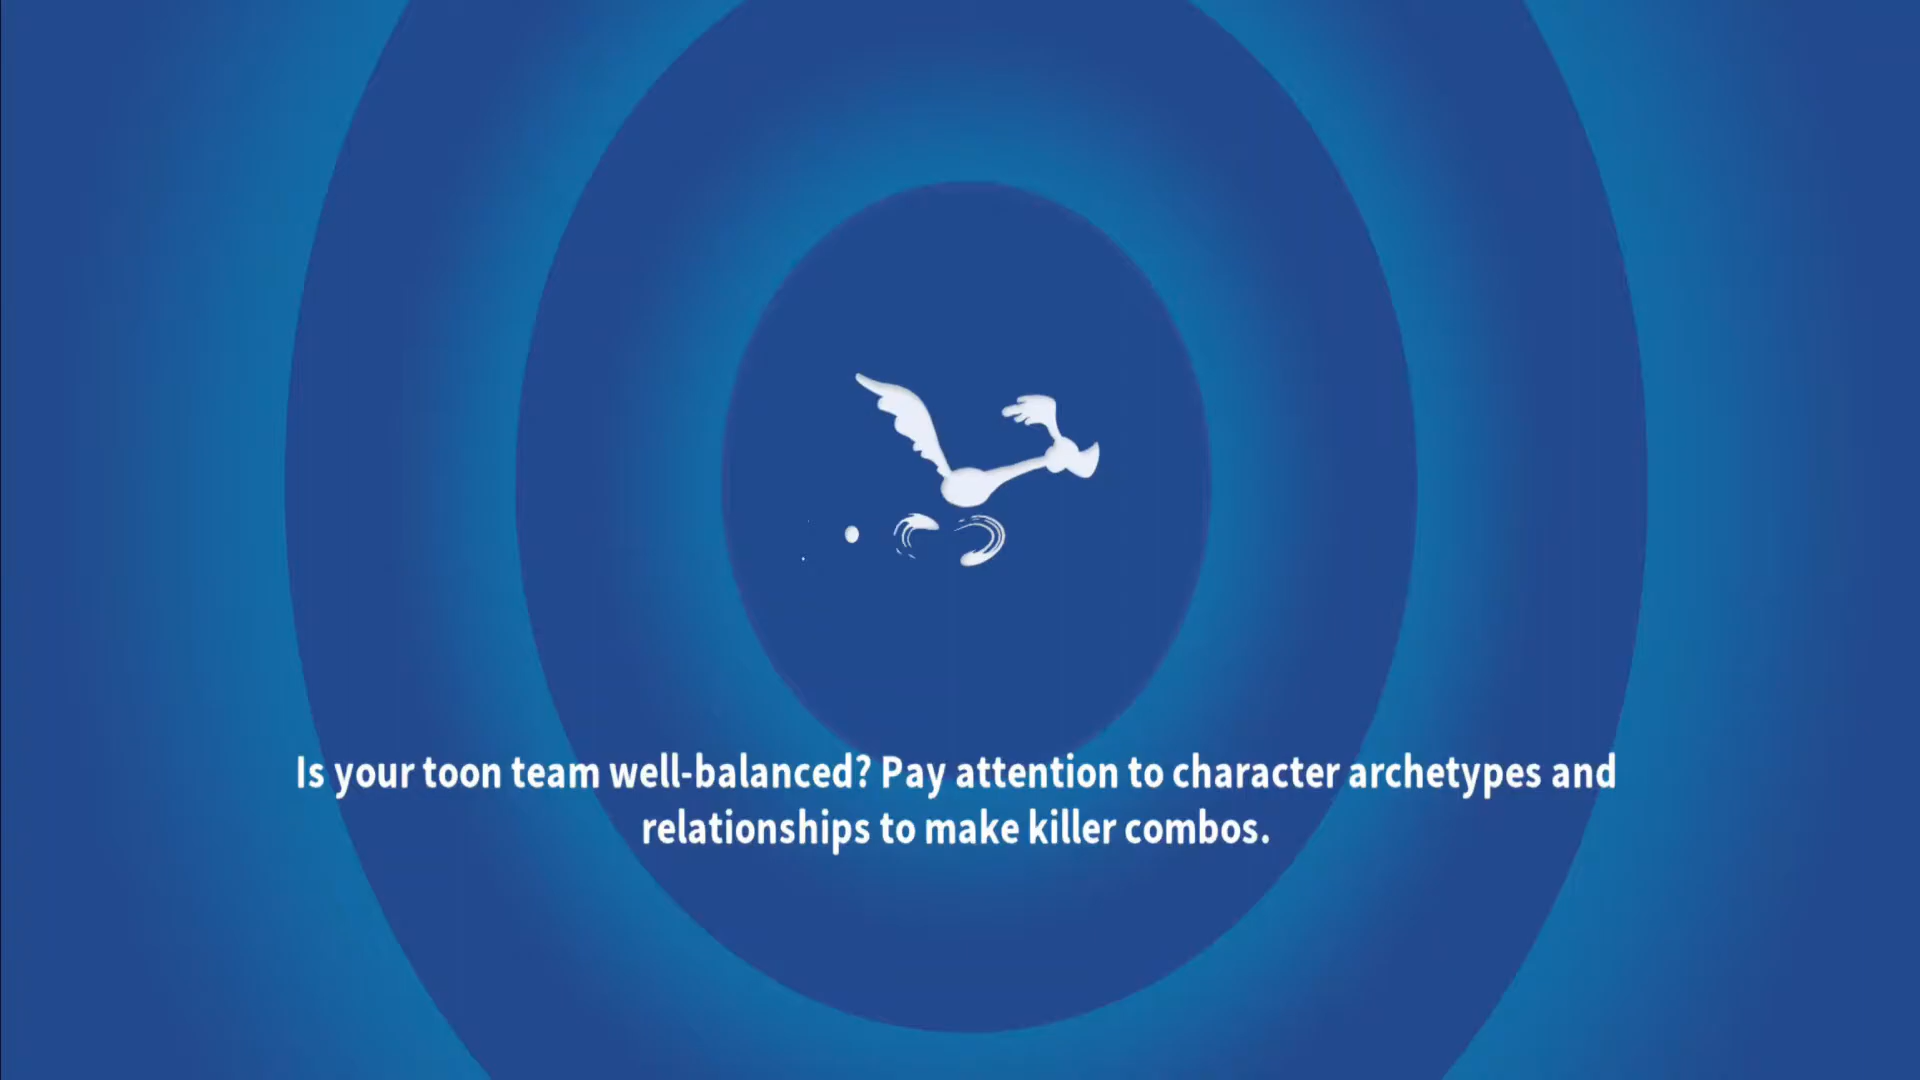 Is your toon team well-balanced? Pay attention to character archetypes and
relationships to make killer combos.